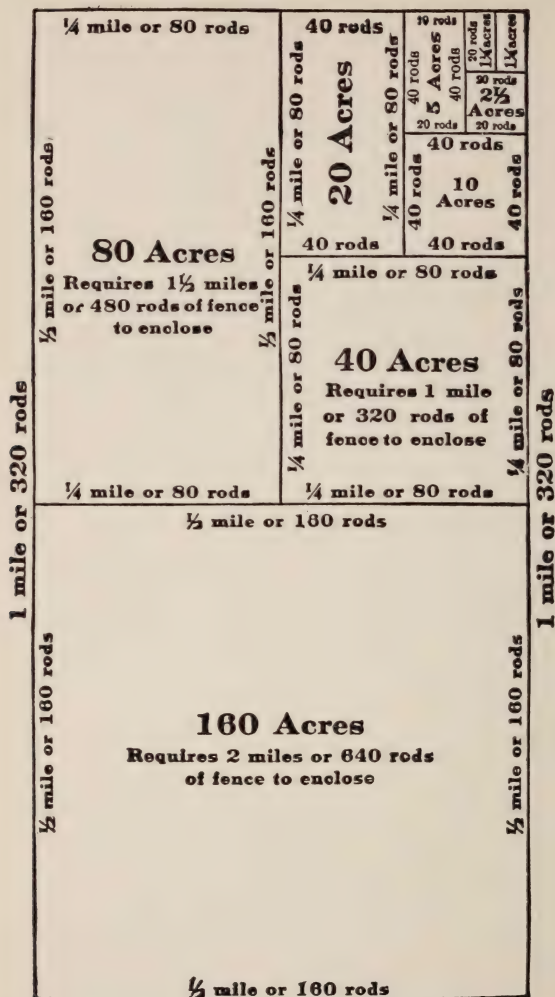 ¼ mile or 80 rods
½ mile or 160 rods
80 Acres
Requires 1½ miles
or 480 rods of fence
to enclose
½ mile or 160 rods
¼ mile or 80 rods
40 rods
¼ mile or 80 rods
20 Acres
¼ mile or 80 rods
40 rods
40 rods
5 Acres
40 rods
20 rods
20 rods
1¼ acres
1¼ acres
2½
Acres
20 rods
40 rods
40 rods
10
Acres
40 rods
40 rods
¼ mile or 80 rods
¼ mile or 80 rods
40 Acres
Requires 1 mile
or 320 rods of
fence to enclose
¼ mile or 80 rods
¼ mile or 80 rods
1 mile or 320 rods
1 mile or 320 rods
½ mile or 160 rods
½ mile or 160 rods
160 Acres
Requires 2 miles or 640 rods
of fence to enclose
½ mile or 160 rods
½ mile or 160 rods